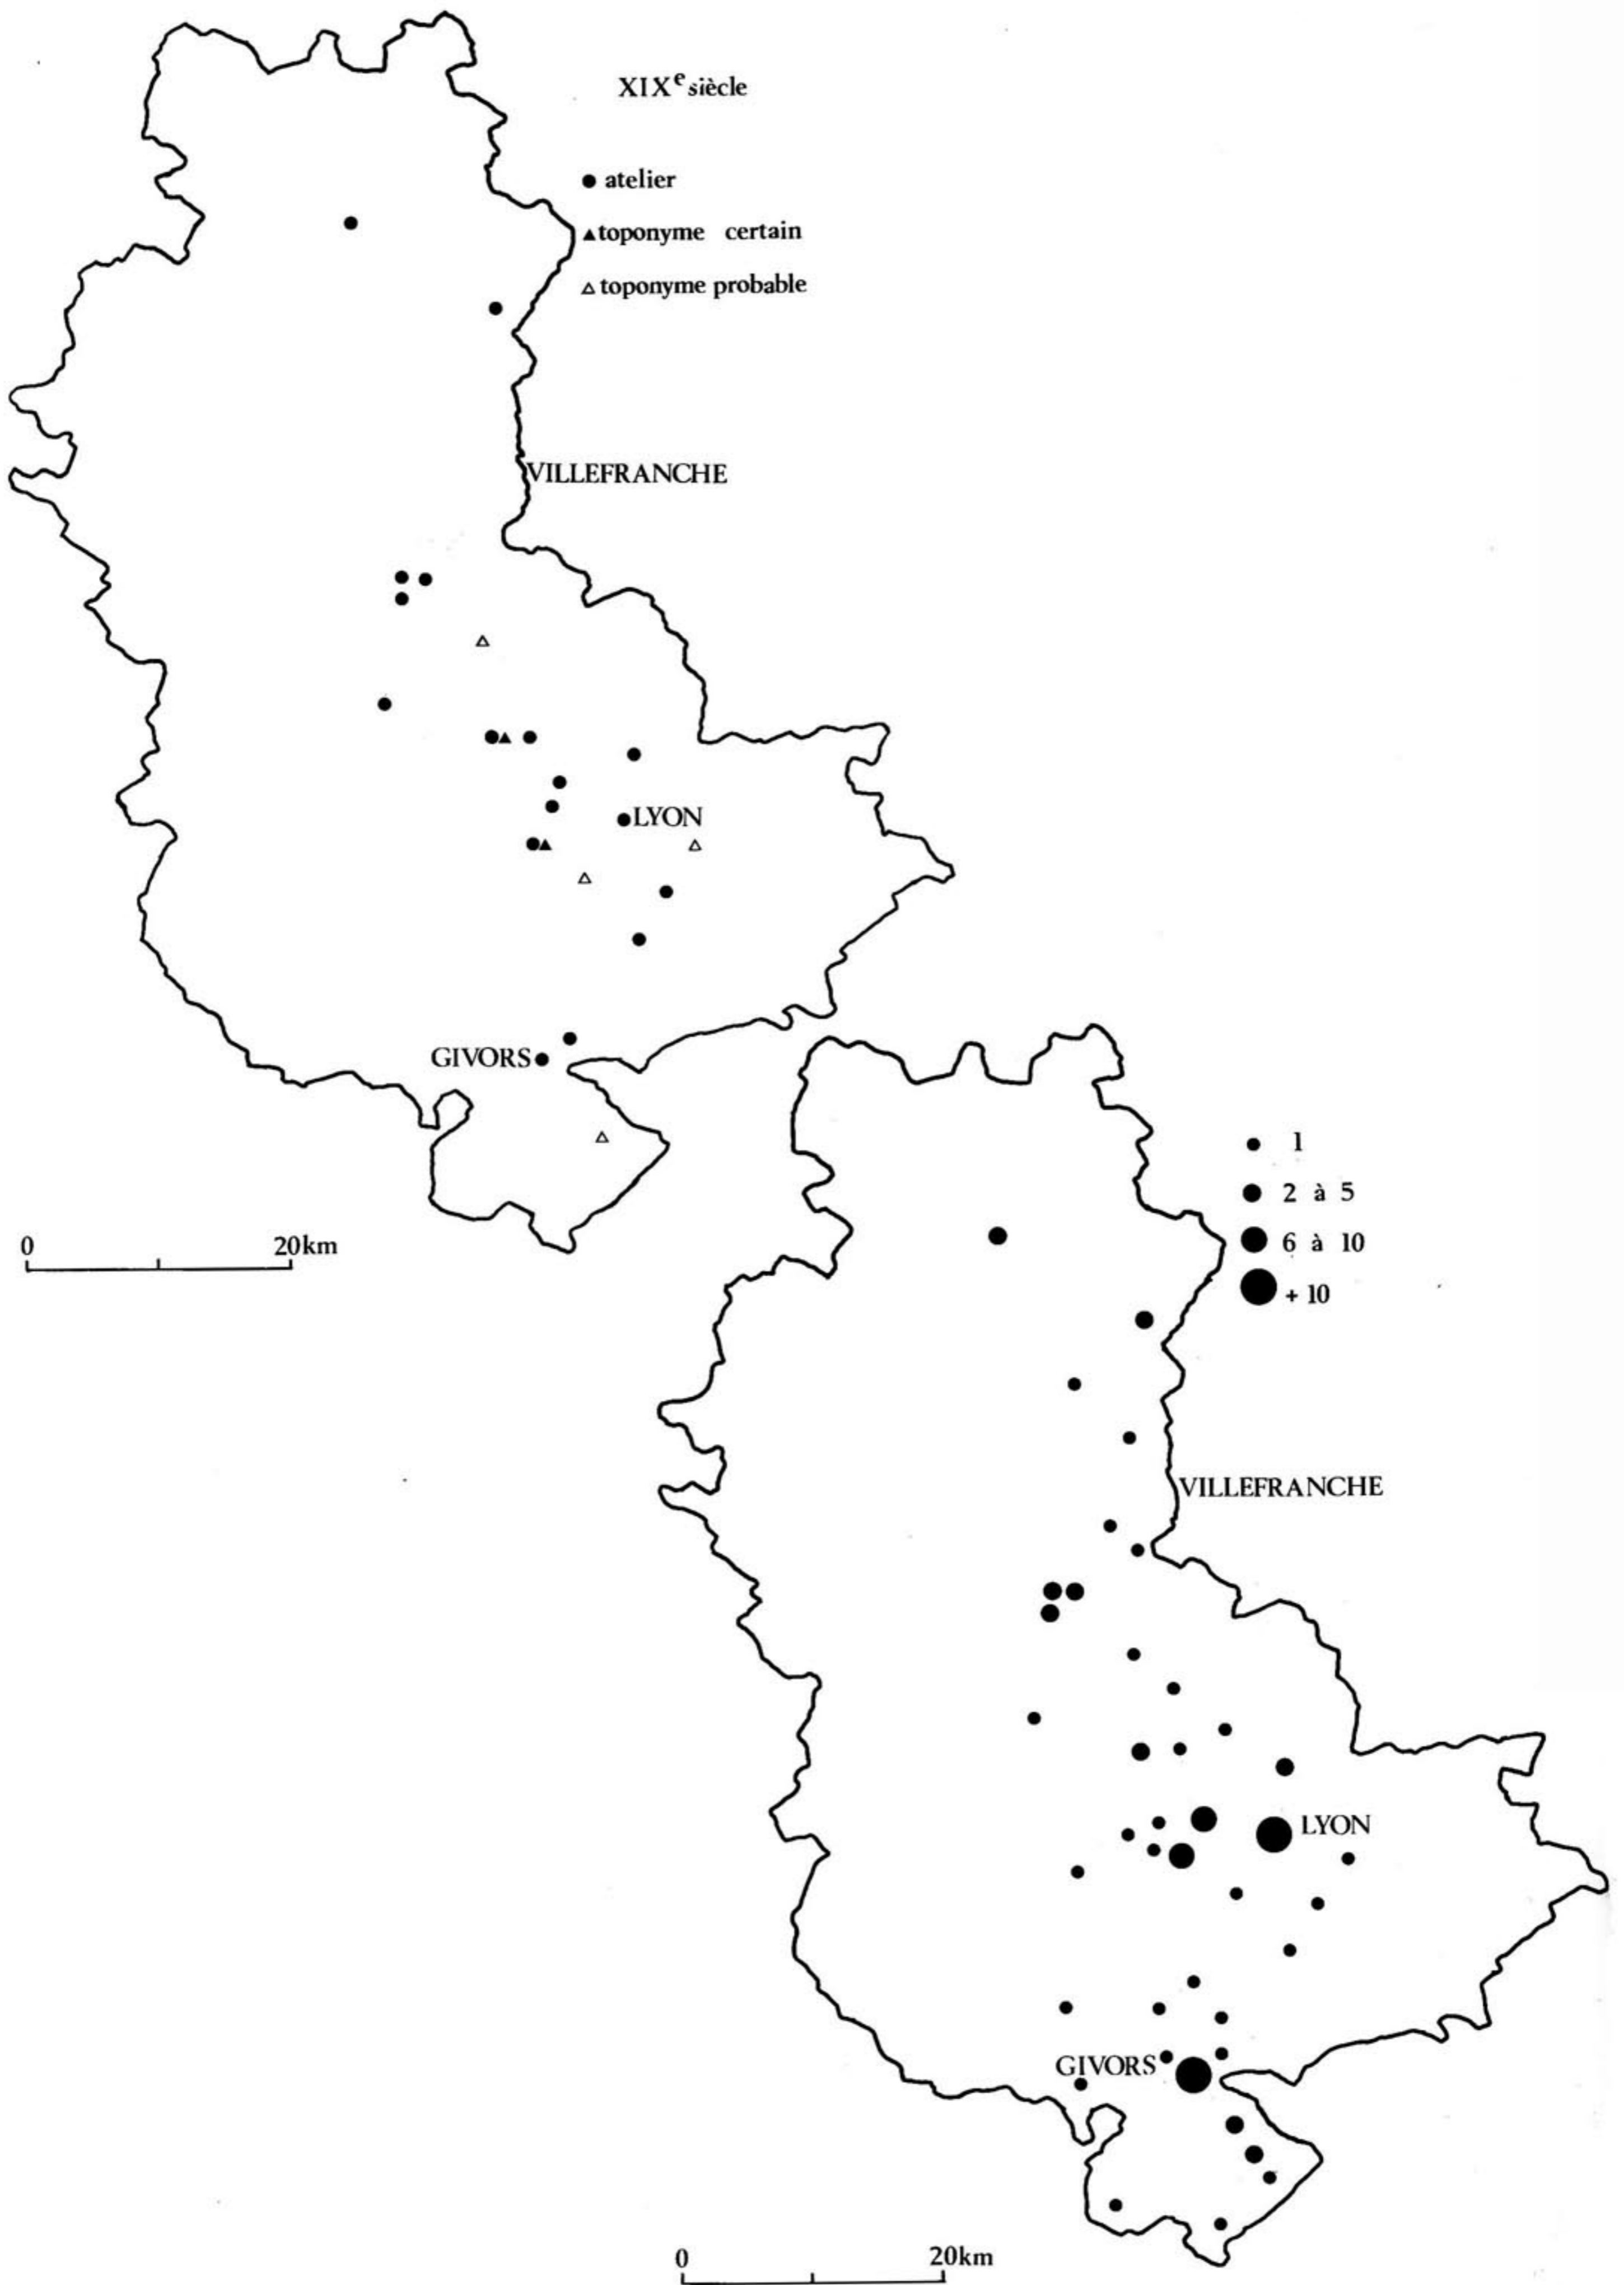 XIXe siècle
atelier
toponyme certain
toponyme probable
VILLEFRANCHE
LYON
GIVORS
0 20km
1
2 à 5
6 à 10
+ 10
VILLEFRANCHE
LYON
GIVORS
0 20km